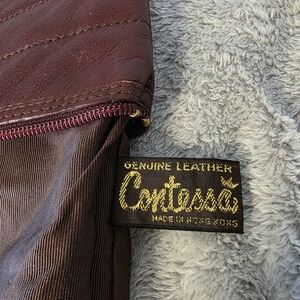 GENUINE LEATHER
Contessa
MADE IN HONG KONG